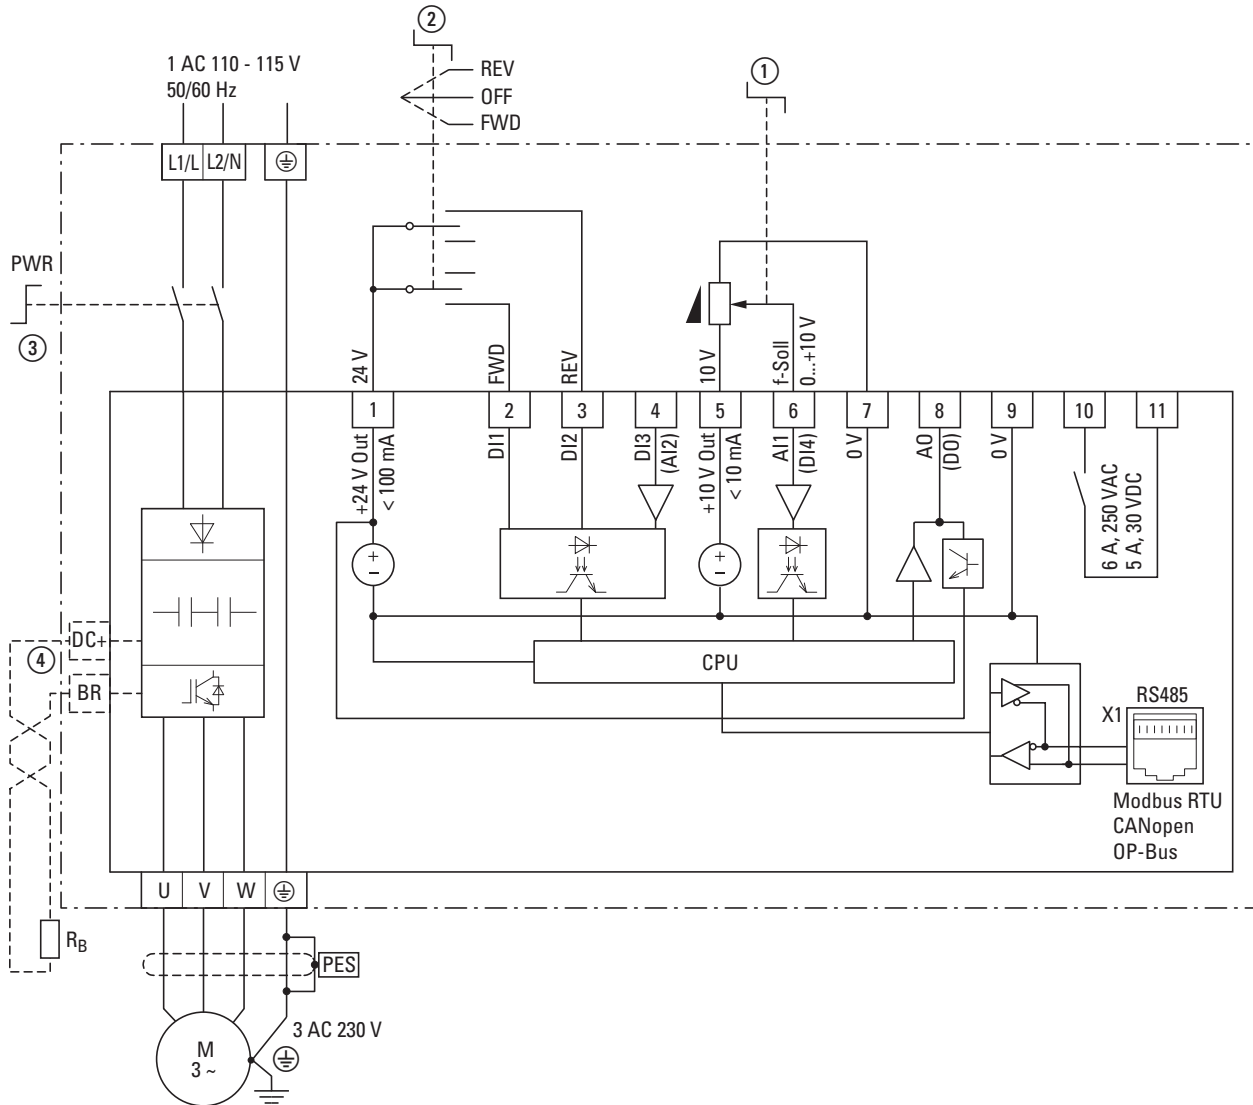 ②
1 AC 110 - 115 V
50/60 Hz
REV
OFF
FWD
①
L1/L
L2/N
PWR
③
24 V
FWD
REV
10 V
f-Soll
0...+10 V
1
2
3
4
5
6
7
8
9
10
11
+24 V Out
< 100 mA
DI1
DI2
DI3
(AI2)
+10 V Out
< 10 mA
AI1
(DI4)
0 V
AO
(DO)
0 V
6 A, 250 VAC
5 A, 30 VDC
+
-
+
-
CPU
DC+
④
BR
RS485
X1
Modbus RTU
CANopen
OP-Bus
U
V
W
RB
PES
3 AC 230 V
M
3 ~